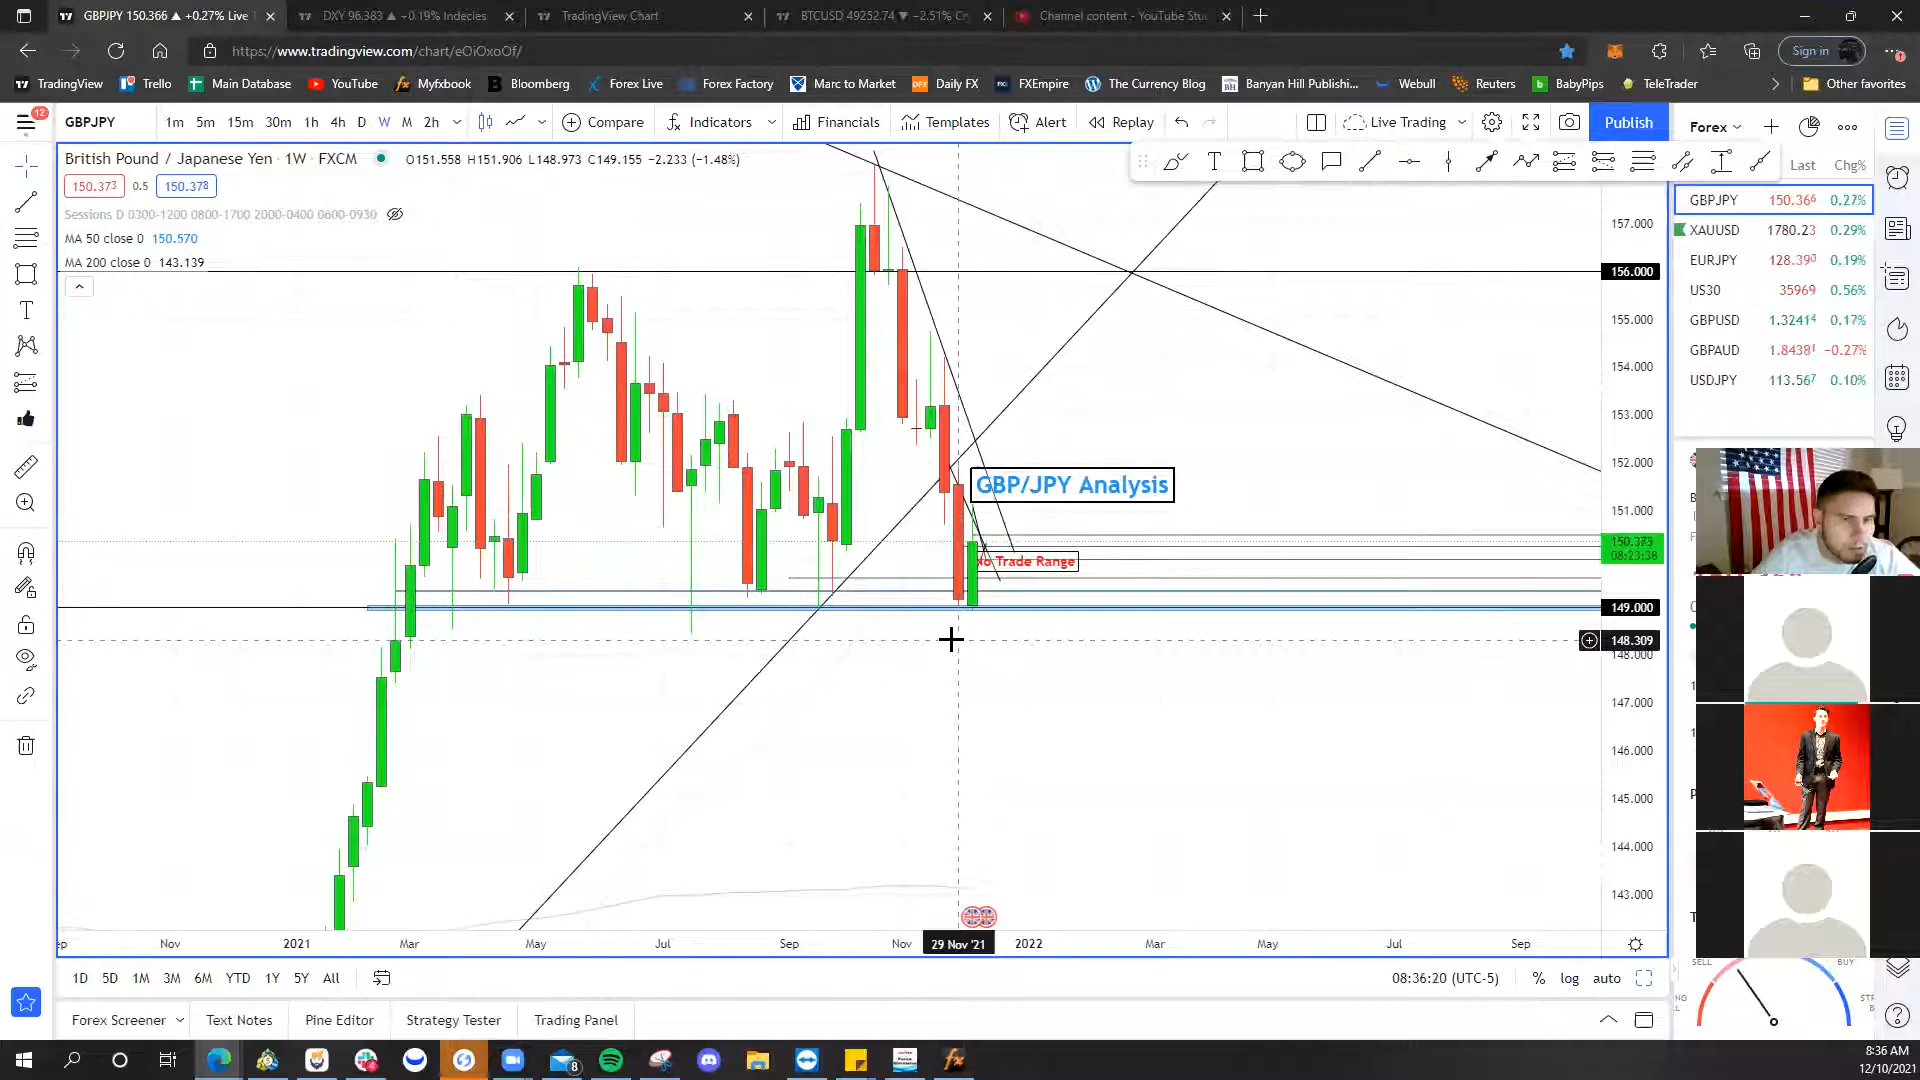 GBPJPY 150.366 ▲ +0.27% Live T
DXY 96.383 ▲ +0.19% Indecies
TradingView Chart
BTCUSD 49252.74 ▼ −2.51% Cr
Channel content - YouTube Stu
https://www.tradingview.com/chart/eOiOxoOf/
Sign in
TradingView
Trello
Main Database
YouTube
Myfxbook
Bloomberg
Forex Live
Forex Factory
Marc to Market
Daily FX
FXEmpire
The Currency Blog
Banyan Hill Publishi...
Webull
Reuters
BabyPips
TeleTrader
Other favorites
12
GBPJPY
1m 5m 15m 30m 1h 4h D W M 2h
Compare
Indicators
Financials
Templates
Alert
Replay
Live Trading
Publish
Forex
Last Chg%
British Pound / Japanese Yen · 1W · FXCM
O151.558 H151.906 L148.973 C149.155 −2.233 (−1.48%)
150.373 0.5 150.378
Sessions D 0300-1200 0800-1700 2000-0400 0600-0930
MA 50 close 0 150.570
MA 200 close 0 143.139
GBPJPY 150.366 0.27%
XAUUSD 1780.23 0.29%
EURJPY 128.390 0.19%
US30 35969 0.56%
GBPUSD 1.32414 0.17%
GBPAUD 1.84381 −0.27%
USDJPY 113.567 0.10%
157.000
156.000
155.000
154.000
153.000
152.000
151.000
150.373
08:23:38
149.000
148.309
148.000
147.000
146.000
145.000
144.000
143.000
GBP/JPY Analysis
No Trade Range
Nov 2021 Mar May Jul Sep Nov 29 Nov '21 2022 Mar May Jul Sep
1D 5D 1M 3M 6M YTD 1Y 5Y All
08:36:20 (UTC-5)
% log auto
SELL BUY
Forex Screener
Text Notes
Pine Editor
Strategy Tester
Trading Panel
8
8:36 AM
12/10/2021